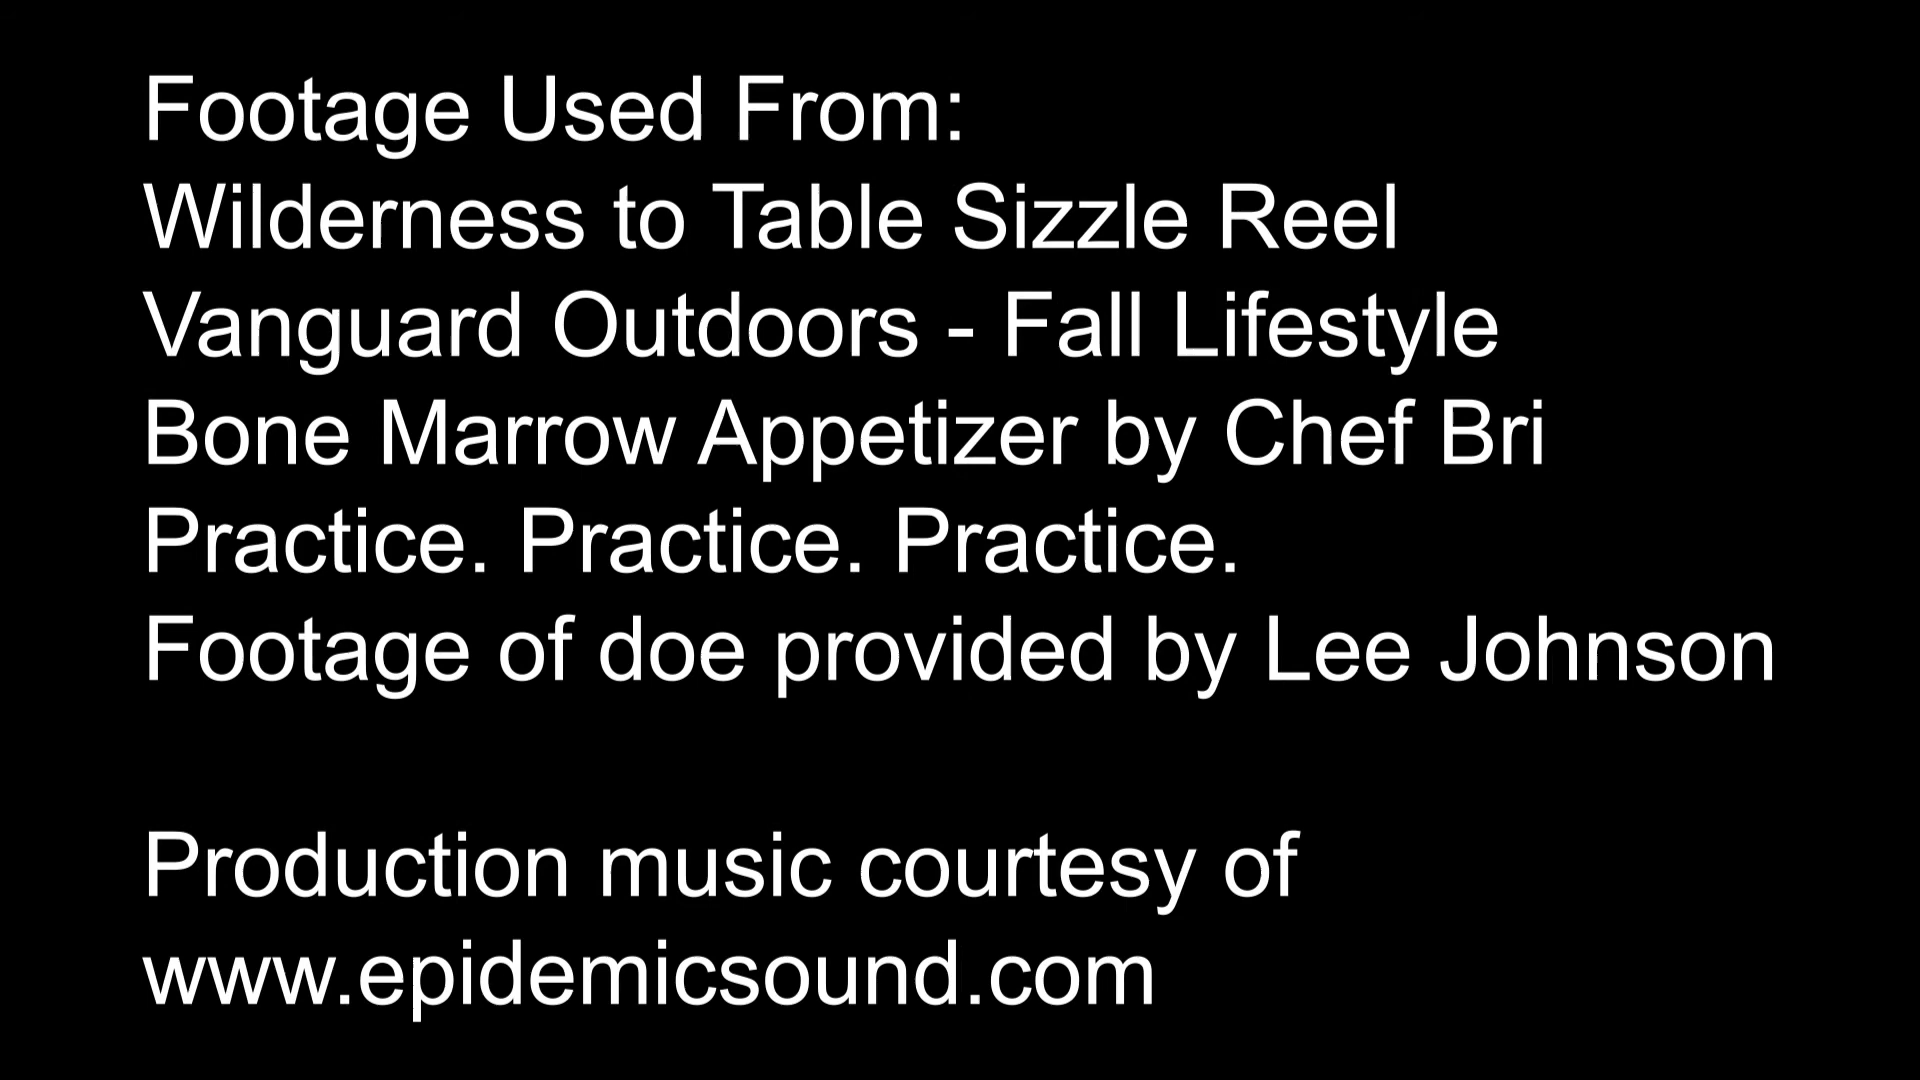 Footage Used From:
Wilderness to Table Sizzle Reel
Vanguard Outdoors - Fall Lifestyle
Bone Marrow Appetizer by Chef Bri
Practice. Practice. Practice.
Footage of doe provided by Lee Johnson
Production music courtesy of
www.epidemicsound.com